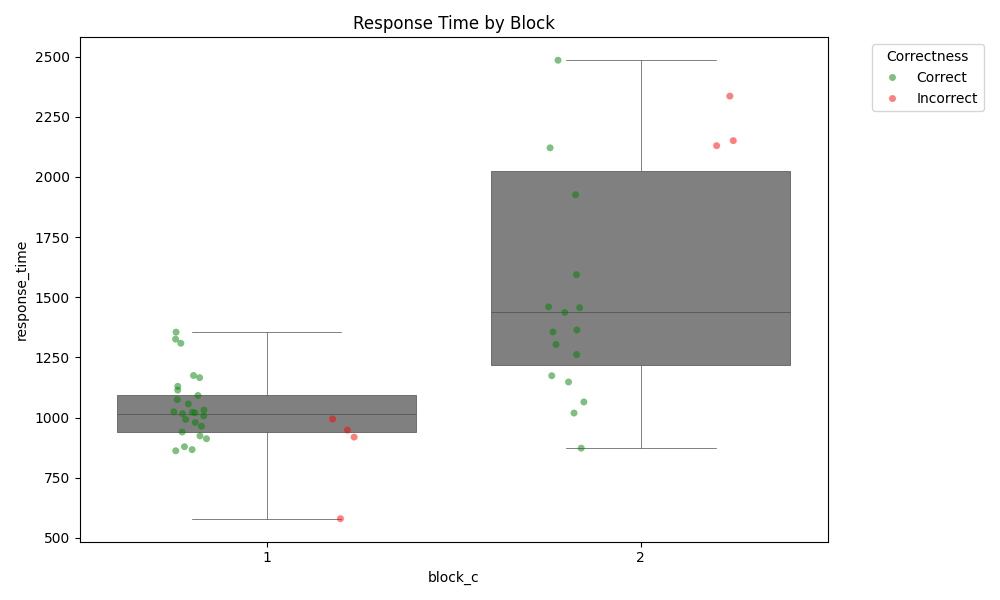 Response Time by Block
Correctness
Correct
Incorrect
response_time
2500
2250
2000
1750
1500
1250
1000
750
500
1
2
block_c